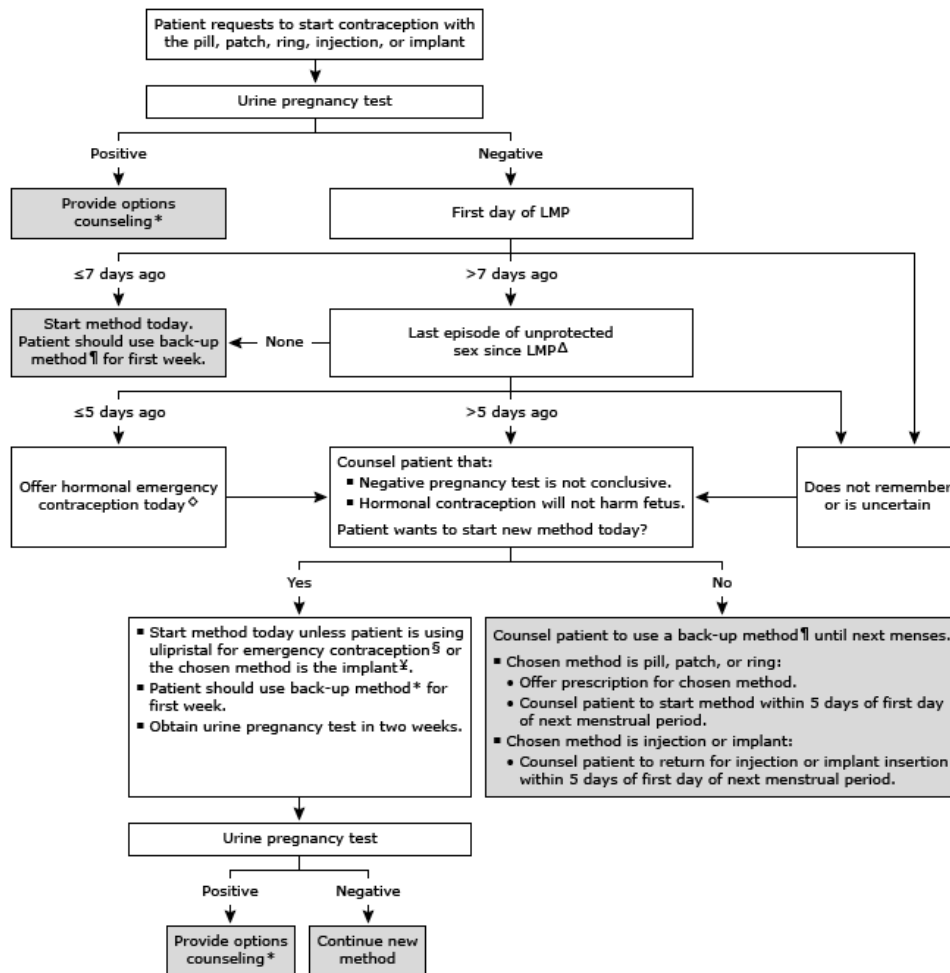 Patient requests to start contraception with
the pill, patch, ring, injection, or implant
Urine pregnancy test
Positive
Negative
Provide options
counseling*
First day of LMP
≤7 days ago
>7 days ago
Start method today.
Patient should use back-up
method¶ for first week.
None
Last episode of unprotected
sex since LMPΔ
≤5 days ago
>5 days ago
Offer hormonal emergency
contraception today◇
Counsel patient that:
▪ Negative pregnancy test is not conclusive.
▪ Hormonal contraception will not harm fetus.
Patient wants to start new method today?
Does not remember
or is uncertain
Yes
No
▪ Start method today unless patient is using
ulipristal for emergency contraception§ or
the chosen method is the implant¥.
▪ Patient should use back-up method* for
first week.
▪ Obtain urine pregnancy test in two weeks.
Counsel patient to use a back-up method¶ until next menses.
▪ Chosen method is pill, patch, or ring:
• Offer prescription for chosen method.
• Counsel patient to start method within 5 days of first day
of next menstrual period.
▪ Chosen method is injection or implant:
• Counsel patient to return for injection or implant insertion
within 5 days of first day of next menstrual period.
Urine pregnancy test
Positive
Negative
Provide options
counseling*
Continue new
method